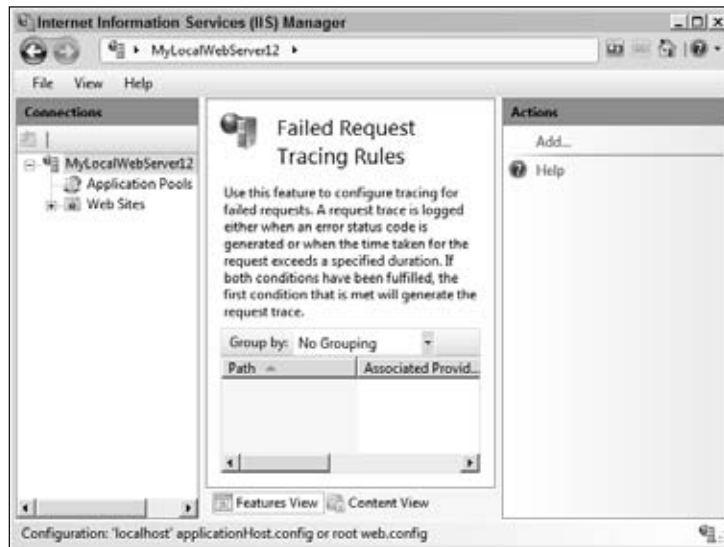 Internet Information Services (IIS) Manager
MyLocalWebServer12
File View Help
Connections
MyLocalWebServer12
Application Pools
Web Sites
Failed Request
Tracing Rules
Use this feature to configure tracing for
failed requests. A request trace is logged
either when an error status code is
generated or when the time taken for the
request exceeds a specified duration. If
both conditions have been fulfilled, the
first condition that is met will generate the
request trace.
Group by: No Grouping
Path Associated Provid...
Features View Content View
Actions
Add...
Help
Configuration: 'localhost' applicationHost.config or root web.config